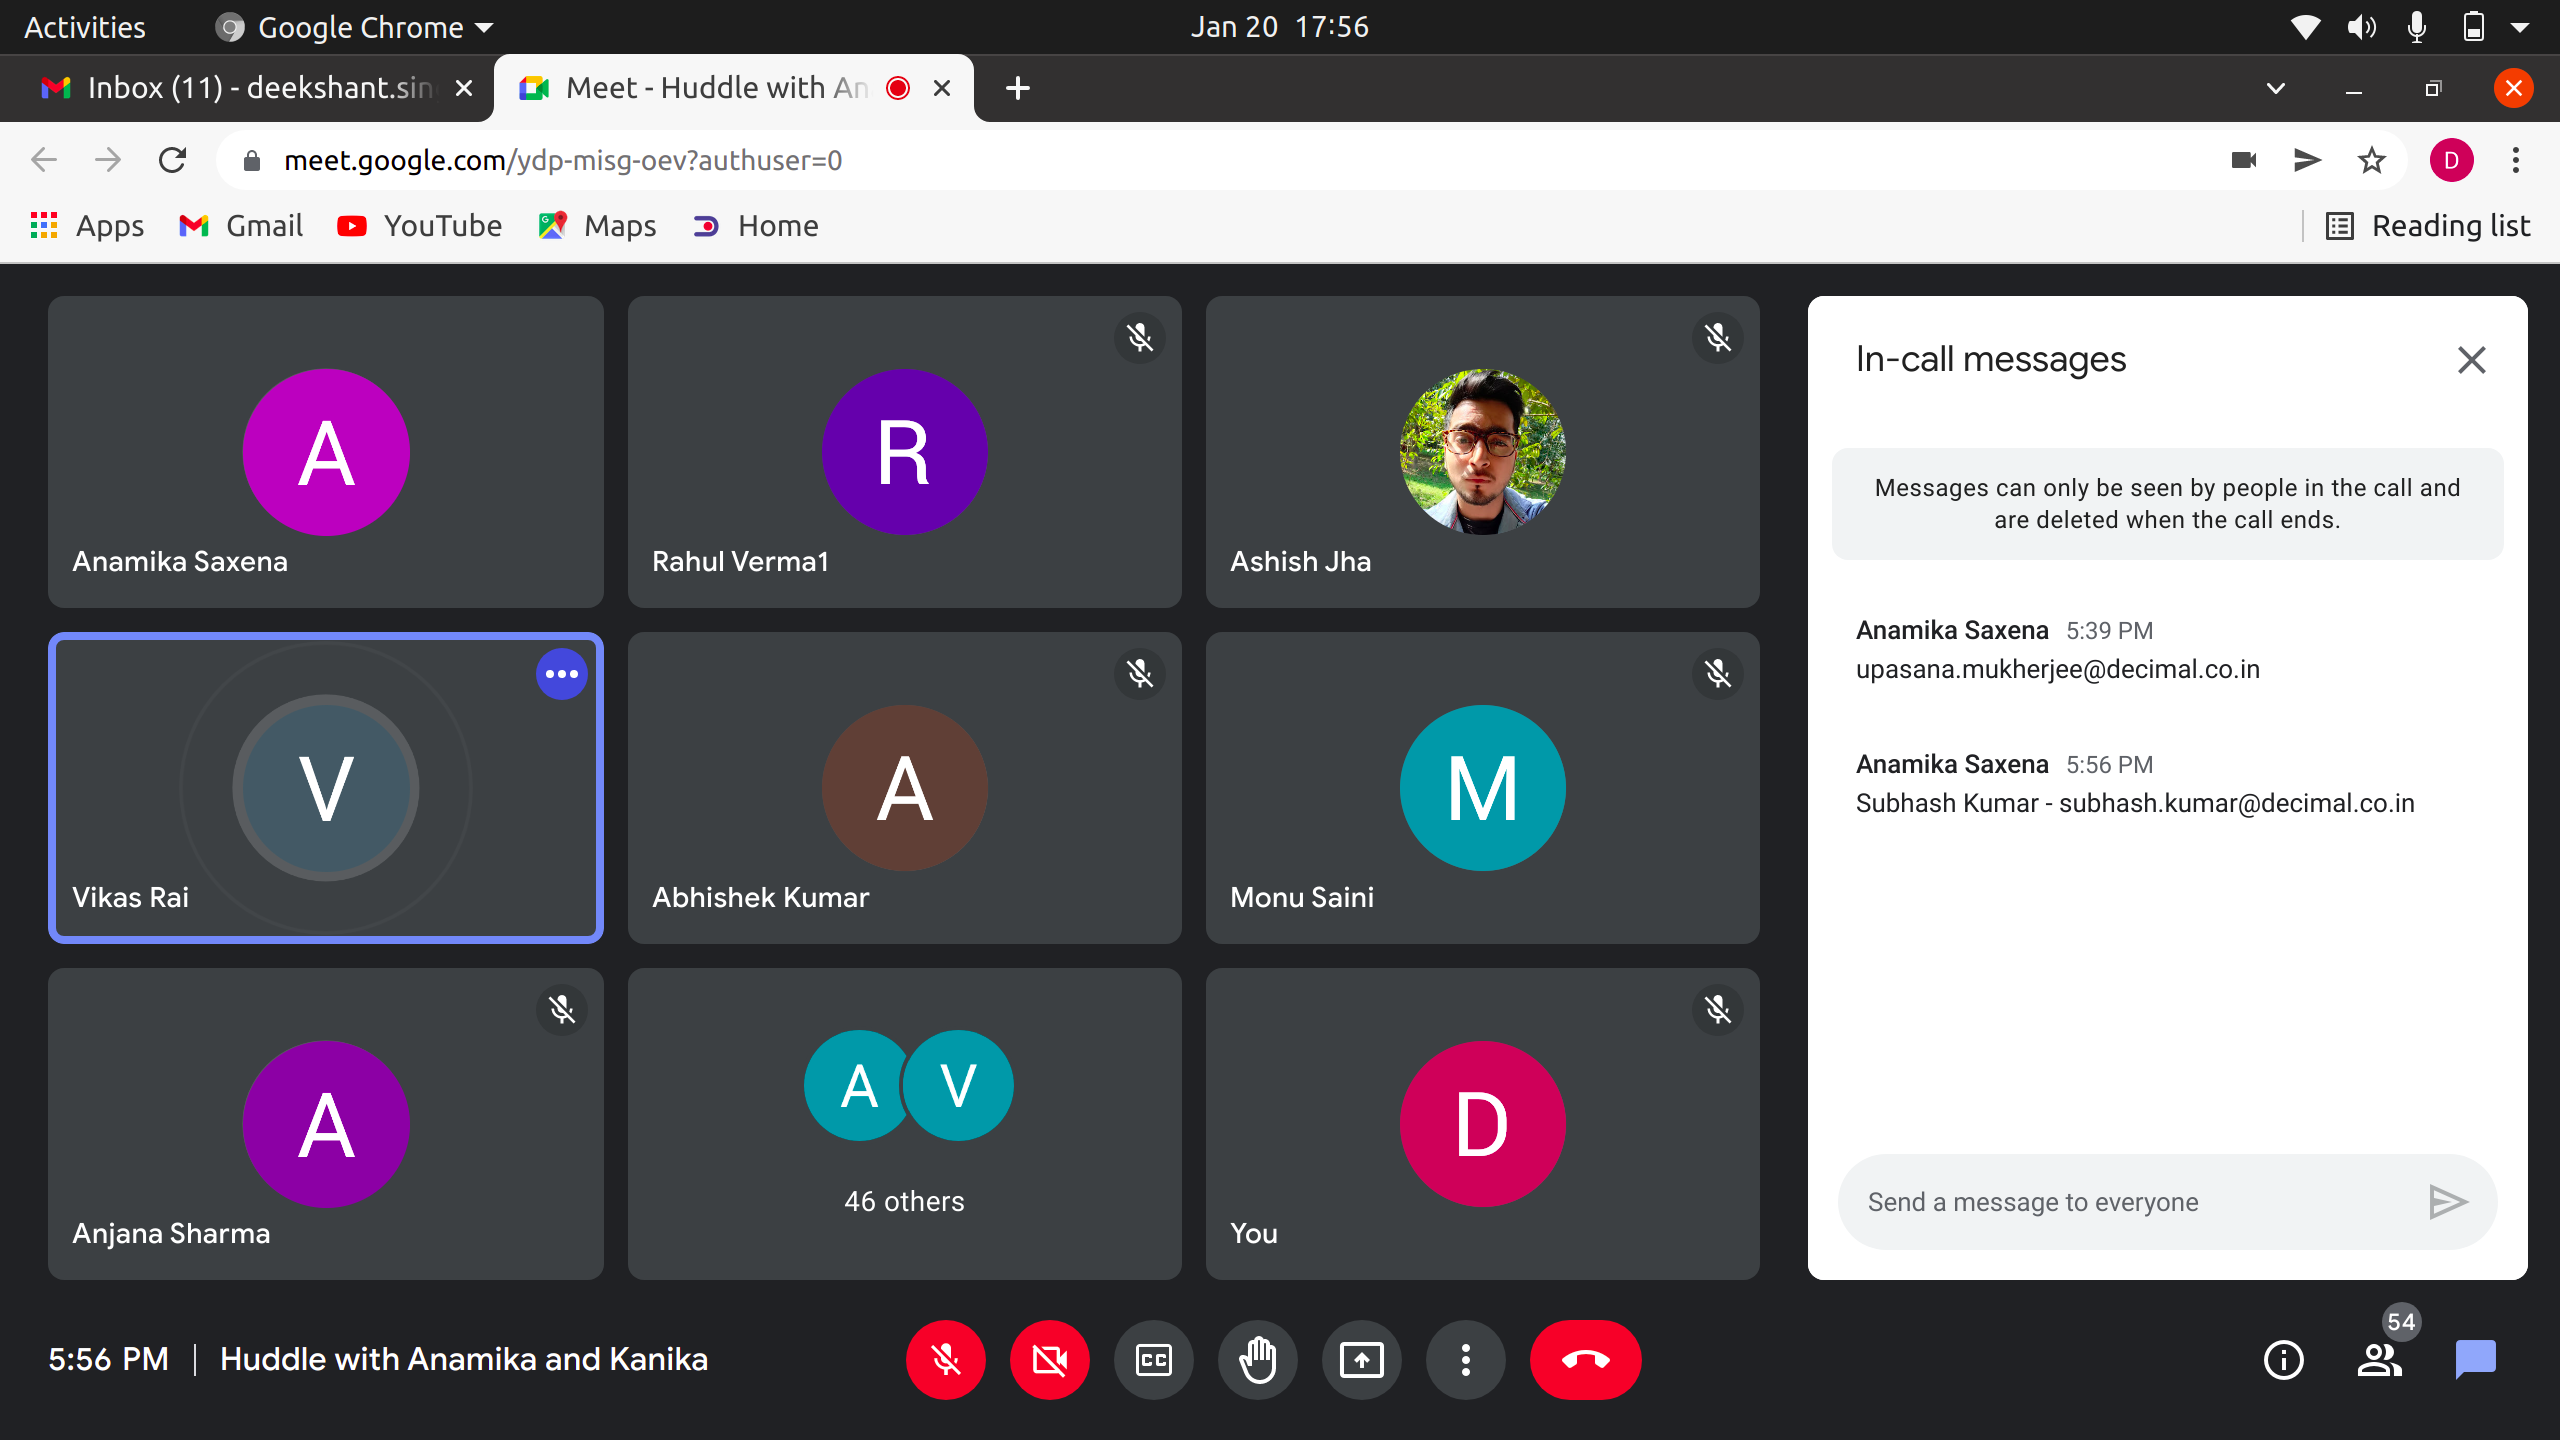 Activities
Google Chrome
Jan 20 17:56
Inbox (11) - deekshant.sin
Meet - Huddle with An
meet.google.com/ydp-misg-oev?authuser=0
D
Apps
Gmail
YouTube
Maps
Home
Reading list
A
Anamika Saxena
R
Rahul Verma1
Ashish Jha
V
Vikas Rai
A
Abhishek Kumar
M
Monu Saini
A
Anjana Sharma
A
V
46 others
D
You
In-call messages
Messages can only be seen by people in the call and
are deleted when the call ends.
Anamika Saxena 5:39 PM
upasana.mukherjee@decimal.co.in
Anamika Saxena 5:56 PM
Subhash Kumar - subhash.kumar@decimal.co.in
Send a message to everyone
5:56 PM
Huddle with Anamika and Kanika
CC
54